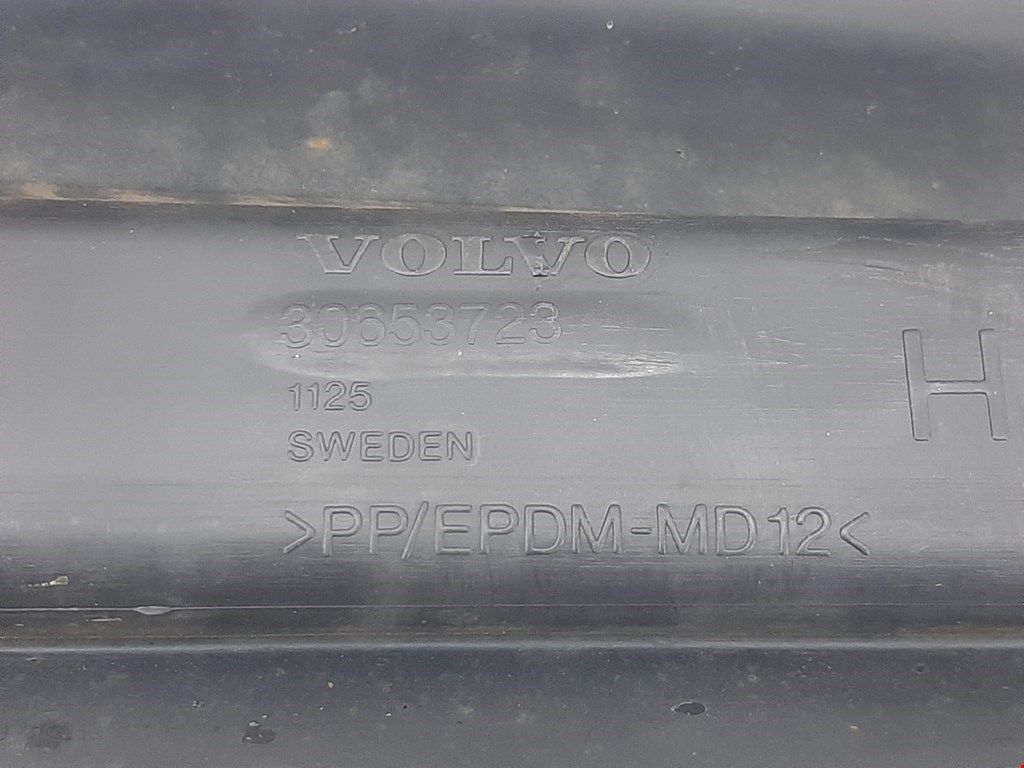 VOLVO
30653723
1125
SWEDEN
H
>PP/EPDM-MD12<